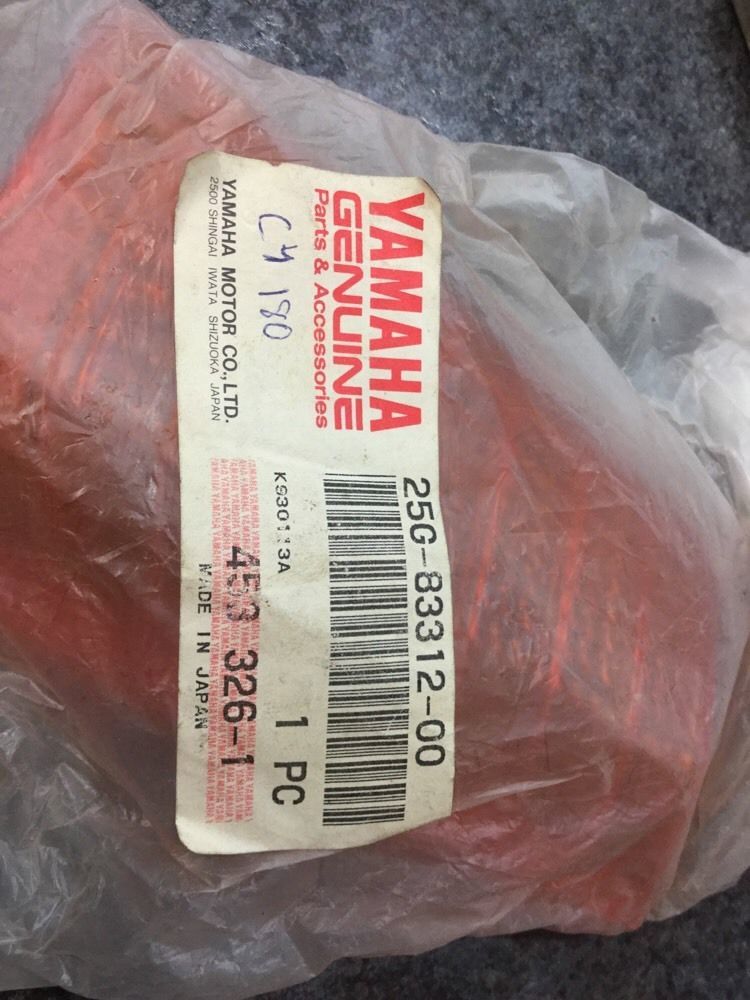 YAMAHA
GENUINE
Parts & Accessories
CY 180
YAMAHA MOTOR CO.,LTD.
2500 SHINGAI IWATA SHIZUOKA JAPAN
25G-83312-00
1 PC
326-1
MADE IN JAPAN